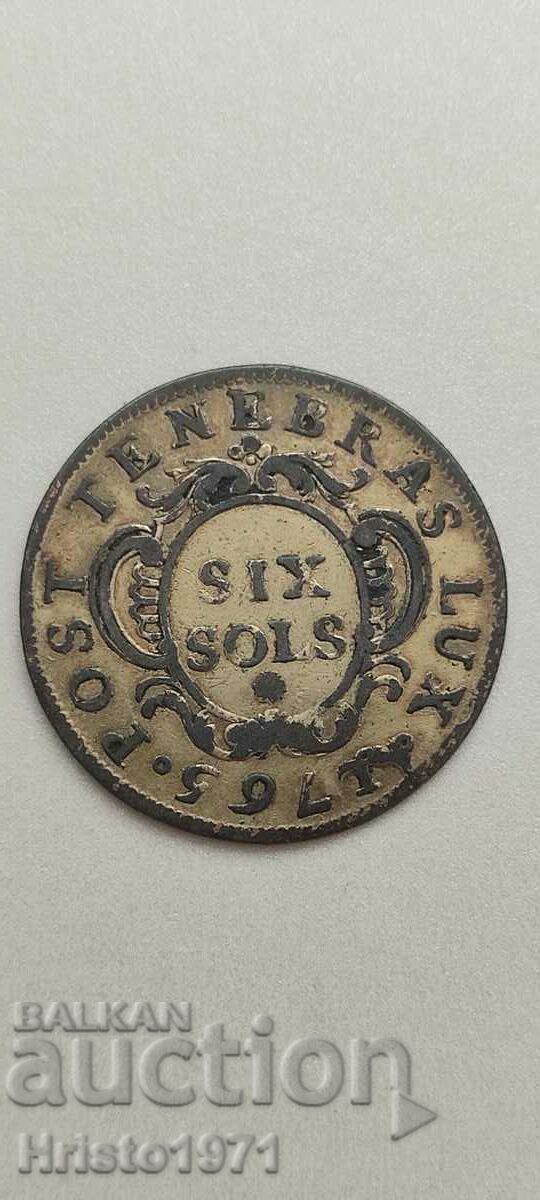 POST TENEBRAS LUX
1765
SIX
SOLS
BALKAN
auction
Hristo1971